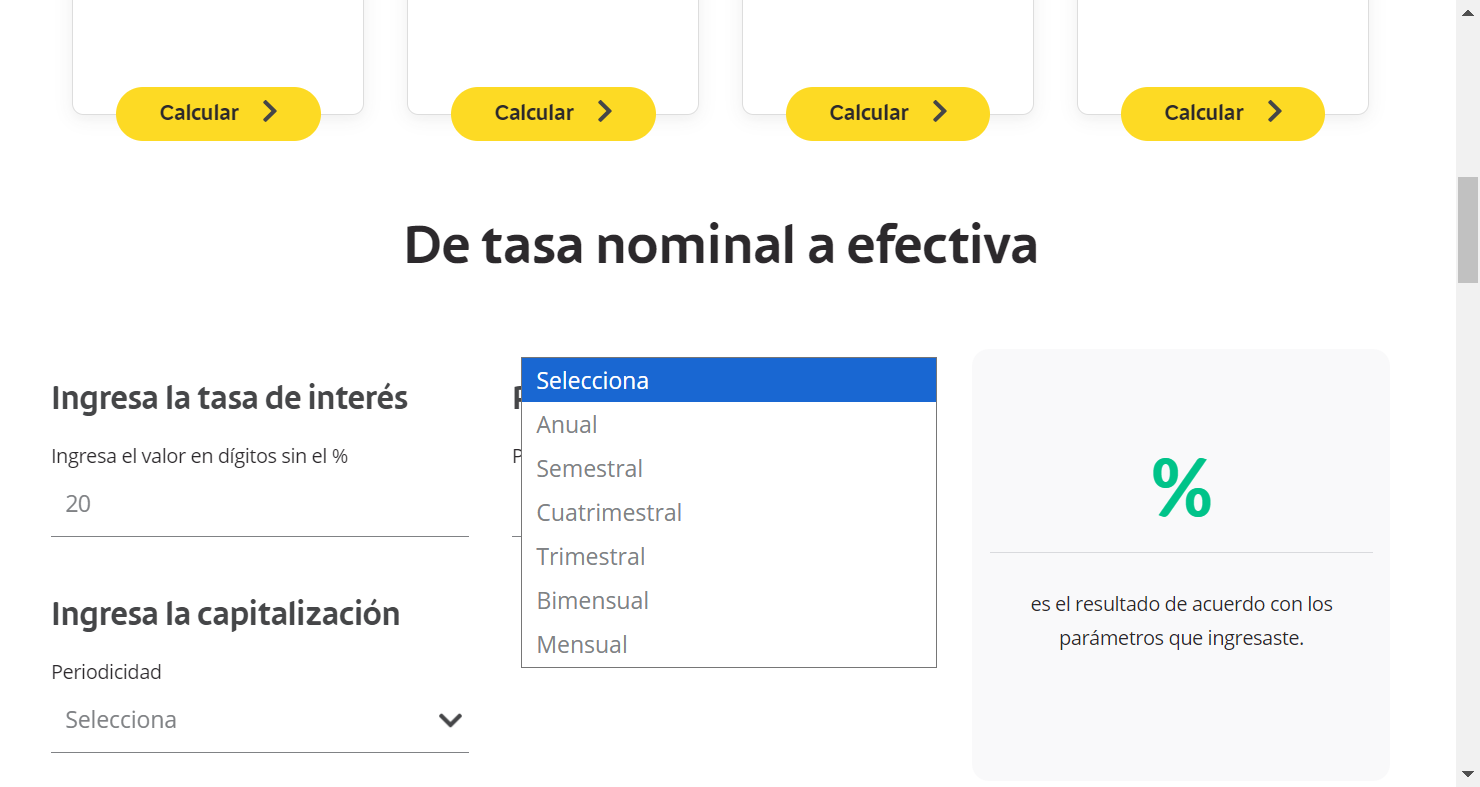 Calcular
Calcular
Calcular
Calcular
De tasa nominal a efectiva
Ingresa la tasa de interés
Ingresa el valor en dígitos sin el %
20
Ingresa la capitalización
Periodicidad
Selecciona
Selecciona
Anual
Semestral
Cuatrimestral
Trimestral
Bimensual
Mensual
%
es el resultado de acuerdo con los
parámetros que ingresaste.